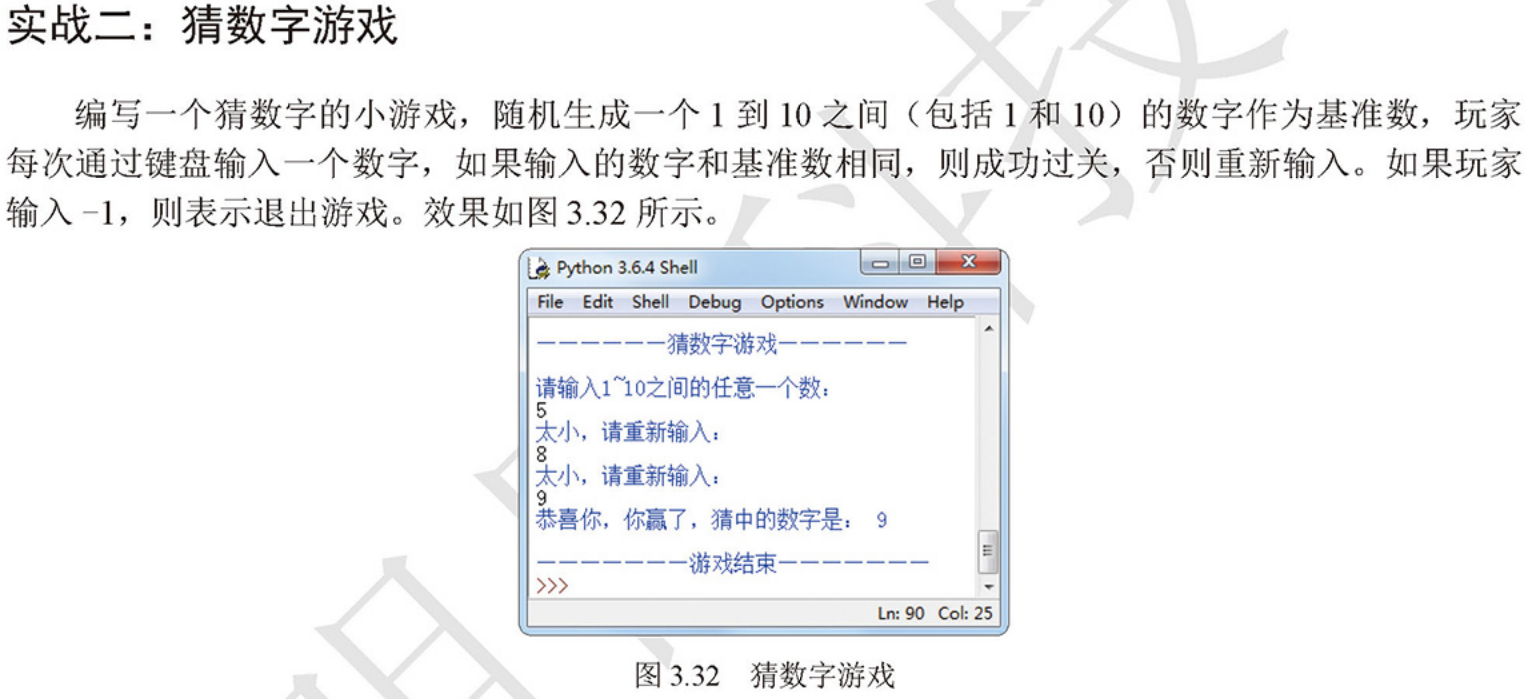 实战二：猜数字游戏
编写一个猜数字的小游戏，随机生成一个 1 到 10 之间（包括 1 和 10）的数字作为基准数，玩家
每次通过键盘输入一个数字，如果输入的数字和基准数相同，则成功过关，否则重新输入。如果玩家
输入 –1，则表示退出游戏。效果如图 3.32 所示。
Python 3.6.4 Shell
File Edit Shell Debug Options Window Help
——————猜数字游戏——————
请输入1~10之间的任意一个数：
5
太小，请重新输入：
8
太小，请重新输入：
9
恭喜你，你赢了，猜中的数字是： 9
———————游戏结束———————
>>>
Ln: 90 Col: 25
图 3.32 猜数字游戏